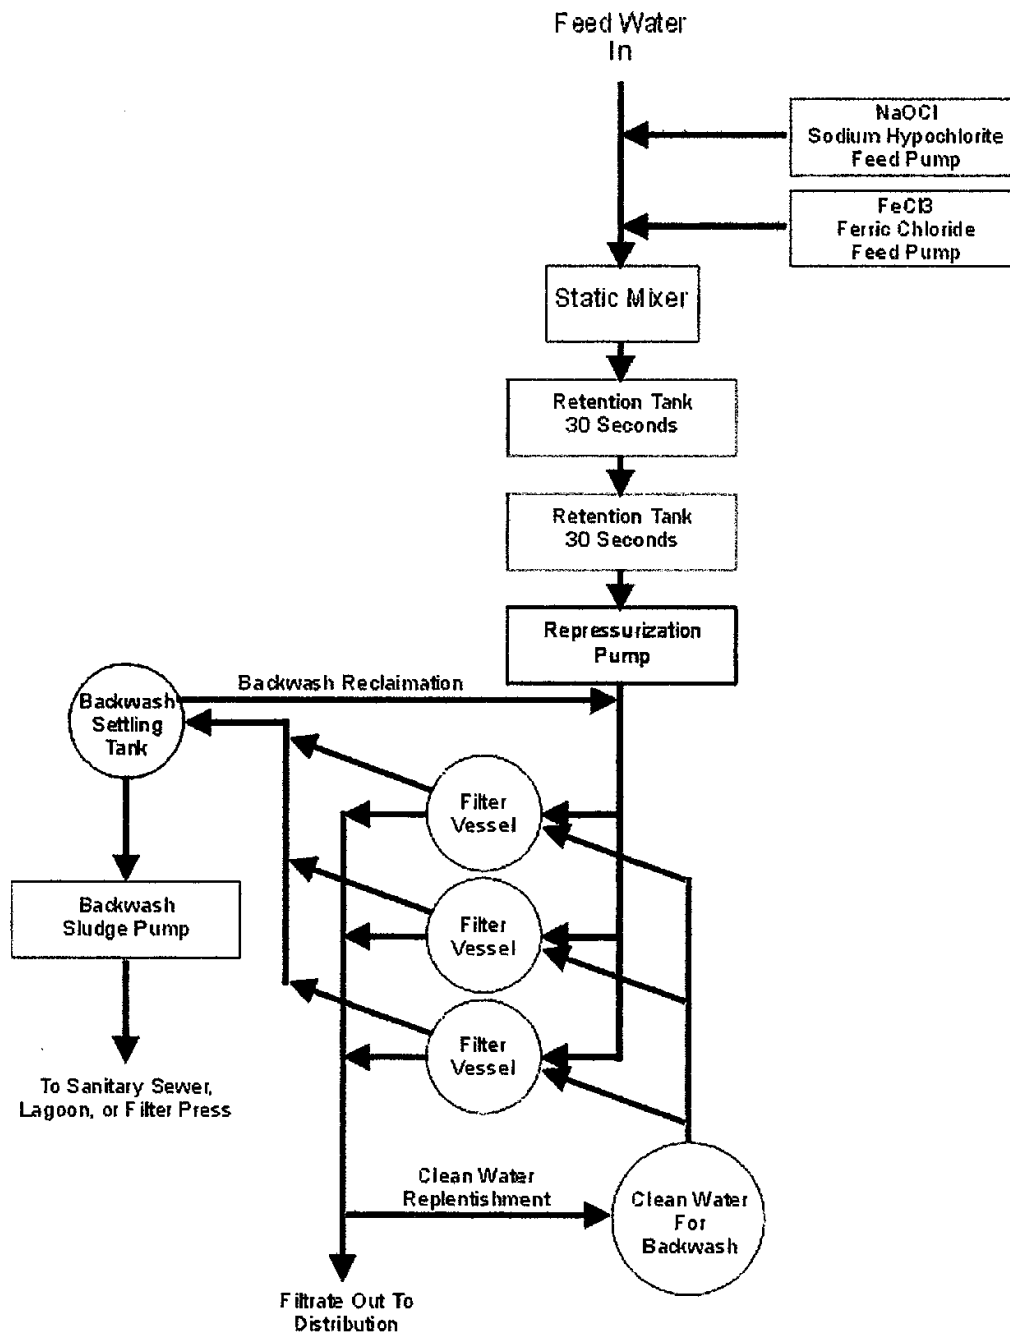 Feed Water
In
NaOCl
Sodium Hypochlorite
Feed Pump
FeCl3
Ferric Chloride
Feed Pump
Static Mixer
Retention Tank
30 Seconds
Retention Tank
30 Seconds
Repressurization
Pump
Backwash Reclaimation
Backwash
Settling
Tank
Filter
Vessel
Filter
Vessel
Filter
Vessel
Backwash
Sludge Pump
To Sanitary Sewer,
Lagoon, or Filter Press
Clean Water
Replentishment
Clean Water
For
Backwash
Filtrate Out To
Distribution